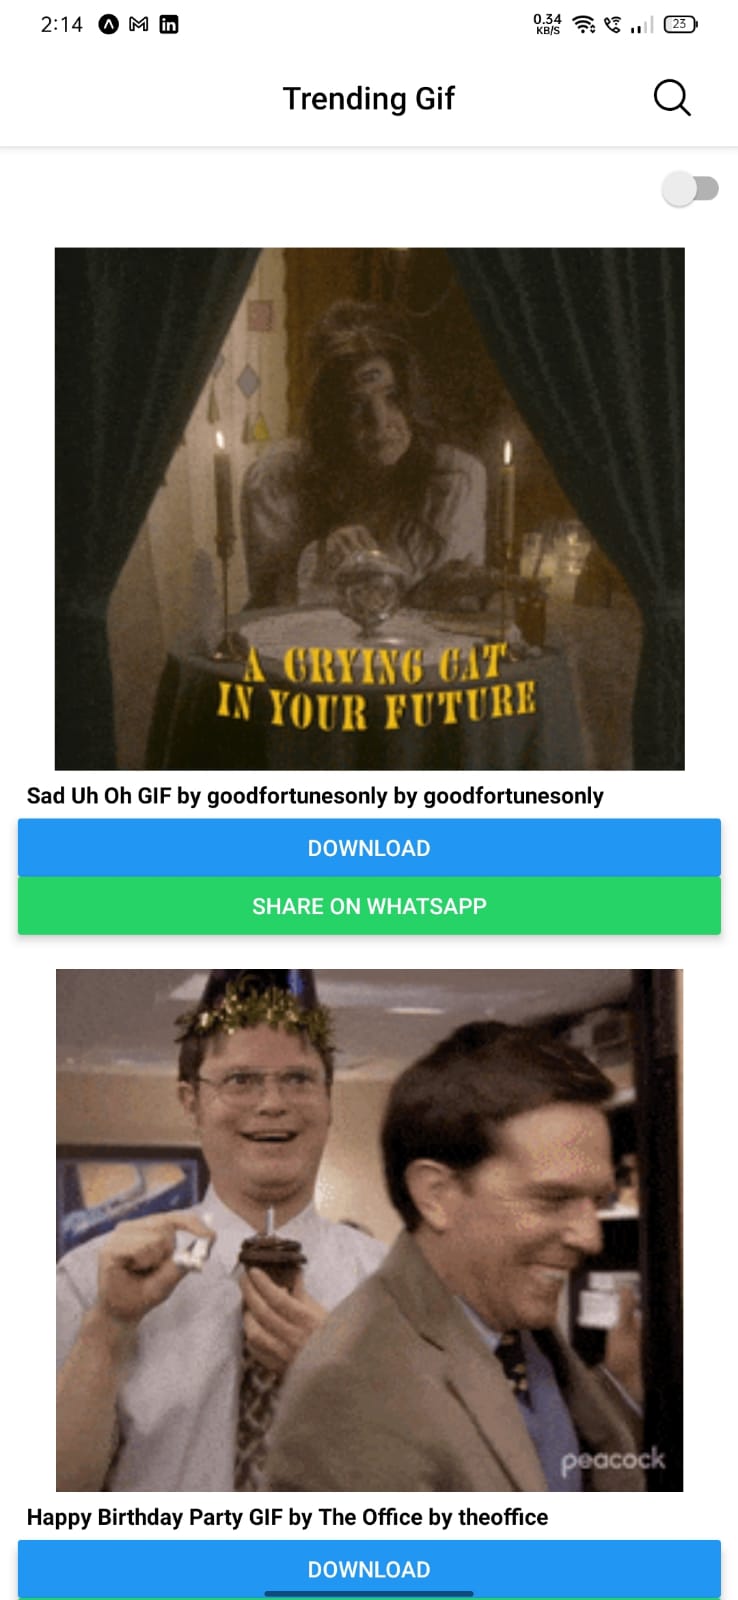 2:14
0.34
KB/S
23
Trending Gif
A CRYING CAT
IN YOUR FUTURE
Sad Uh Oh GIF by goodfortunesonly by goodfortunesonly
DOWNLOAD
SHARE ON WHATSAPP
peacock
Happy Birthday Party GIF by The Office by theoffice
DOWNLOAD